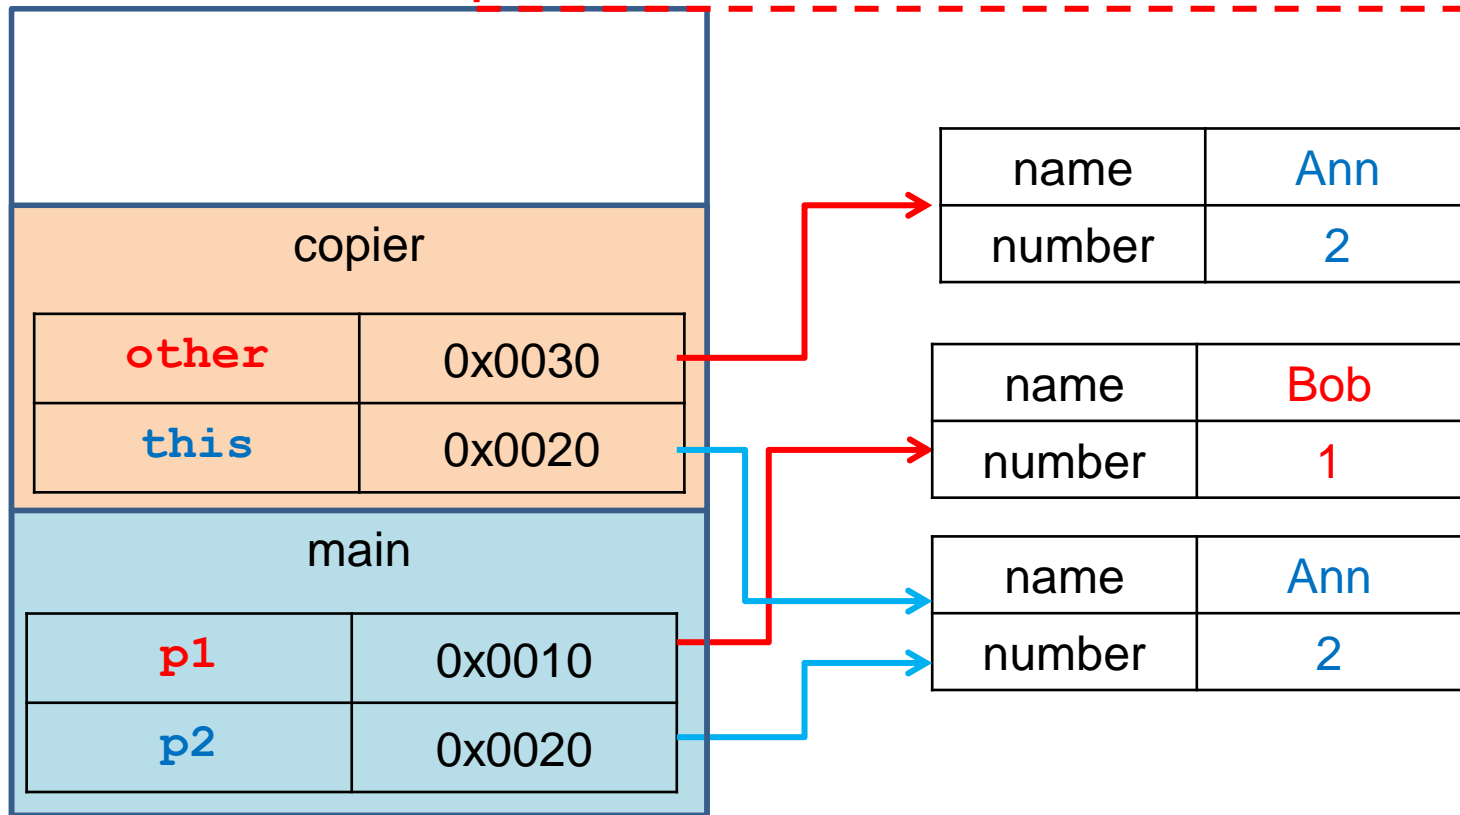 copier
other 0x0030
this 0x0020
main
p1 0x0010
p2 0x0020
name Ann
number 2
name Bob
number 1
name Ann
number 2